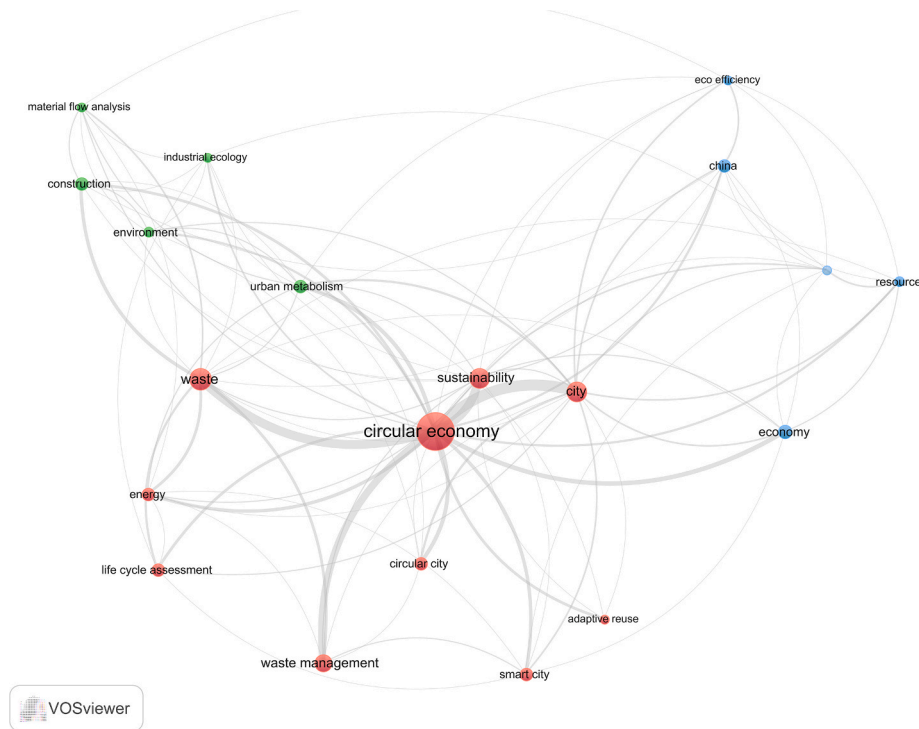 eco efficiency
material flow analysis
industrial ecology
china
construction
environment
urban metabolism
resource
waste
sustainability
city
circular economy
economy
energy
circular city
life cycle assessment
adaptive reuse
waste management
smart city
VOSviewer